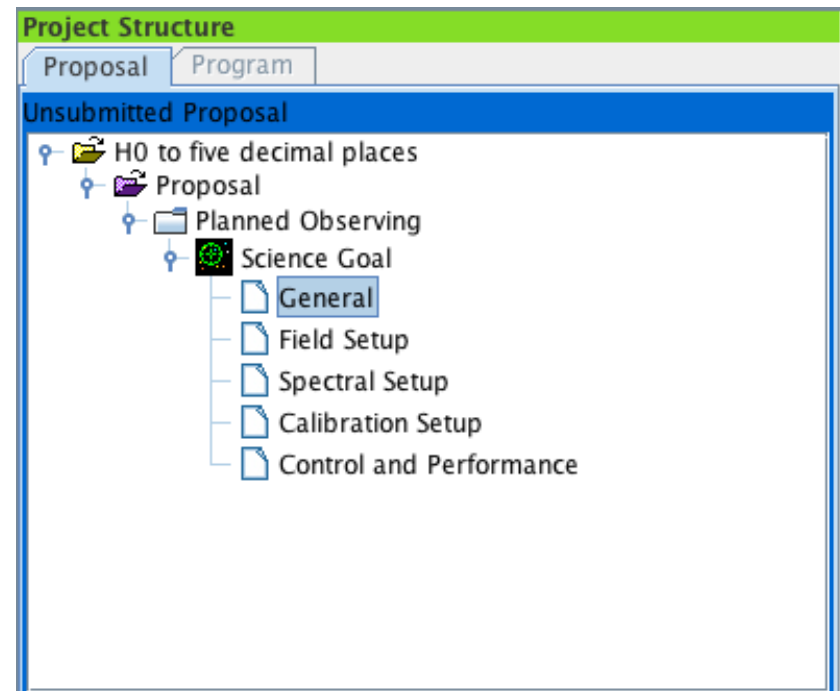 Project Structure
Proposal Program
Unsubmitted Proposal
H0 to five decimal places
Proposal
Planned Observing
Science Goal
General
Field Setup
Spectral Setup
Calibration Setup
Control and Performance